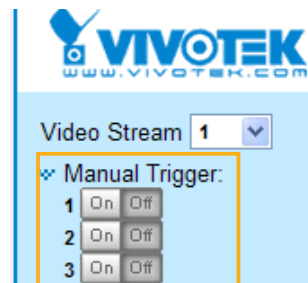 VIVOTEK
www.vivotek.com
Video Stream 1
Manual Trigger:
1 On Off
2 On Off
3 On Off